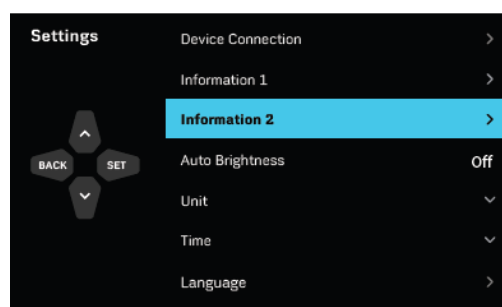 Settings
Device Connection
Information 1
Information 2
BACK
SET
Auto Brightness
Off
Unit
Time
Language